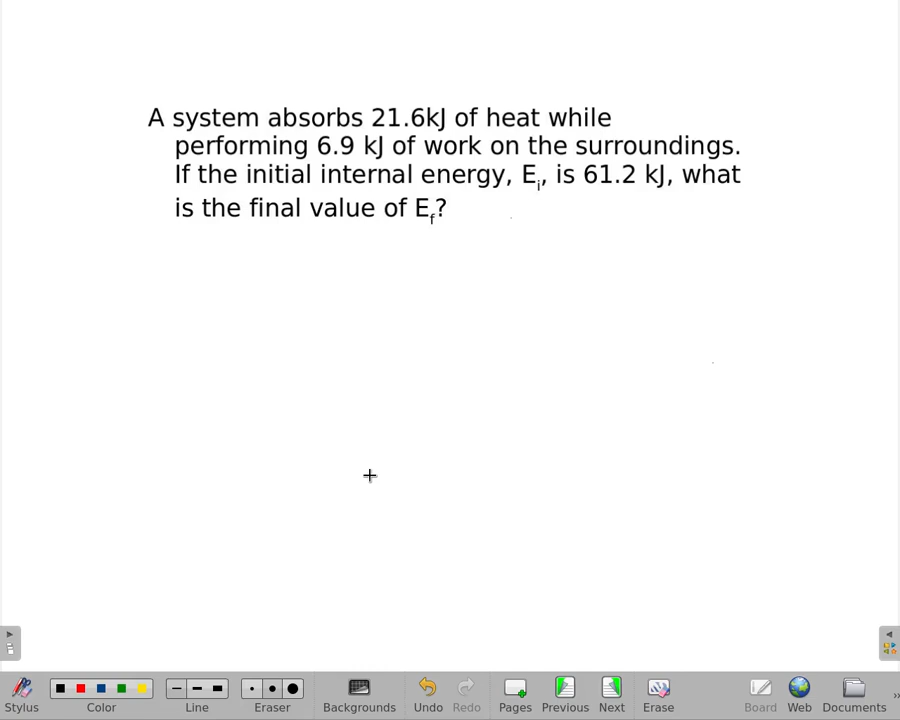 A system absorbs 21.6kJ of heat while
performing 6.9 kJ of work on the surroundings.
If the initial internal energy, Ei, is 61.2 kJ, what
is the final value of Ef?
Stylus Color Line Eraser Backgrounds Undo Redo Pages Previous Next Erase Board Web Documents